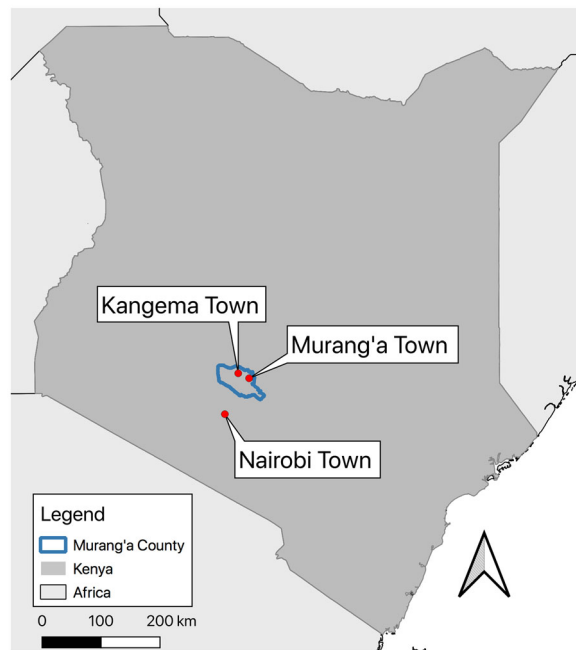 Kangema Town
Murang'a Town
Nairobi Town
Legend
Murang'a County
Kenya
Africa
0 100 200 km